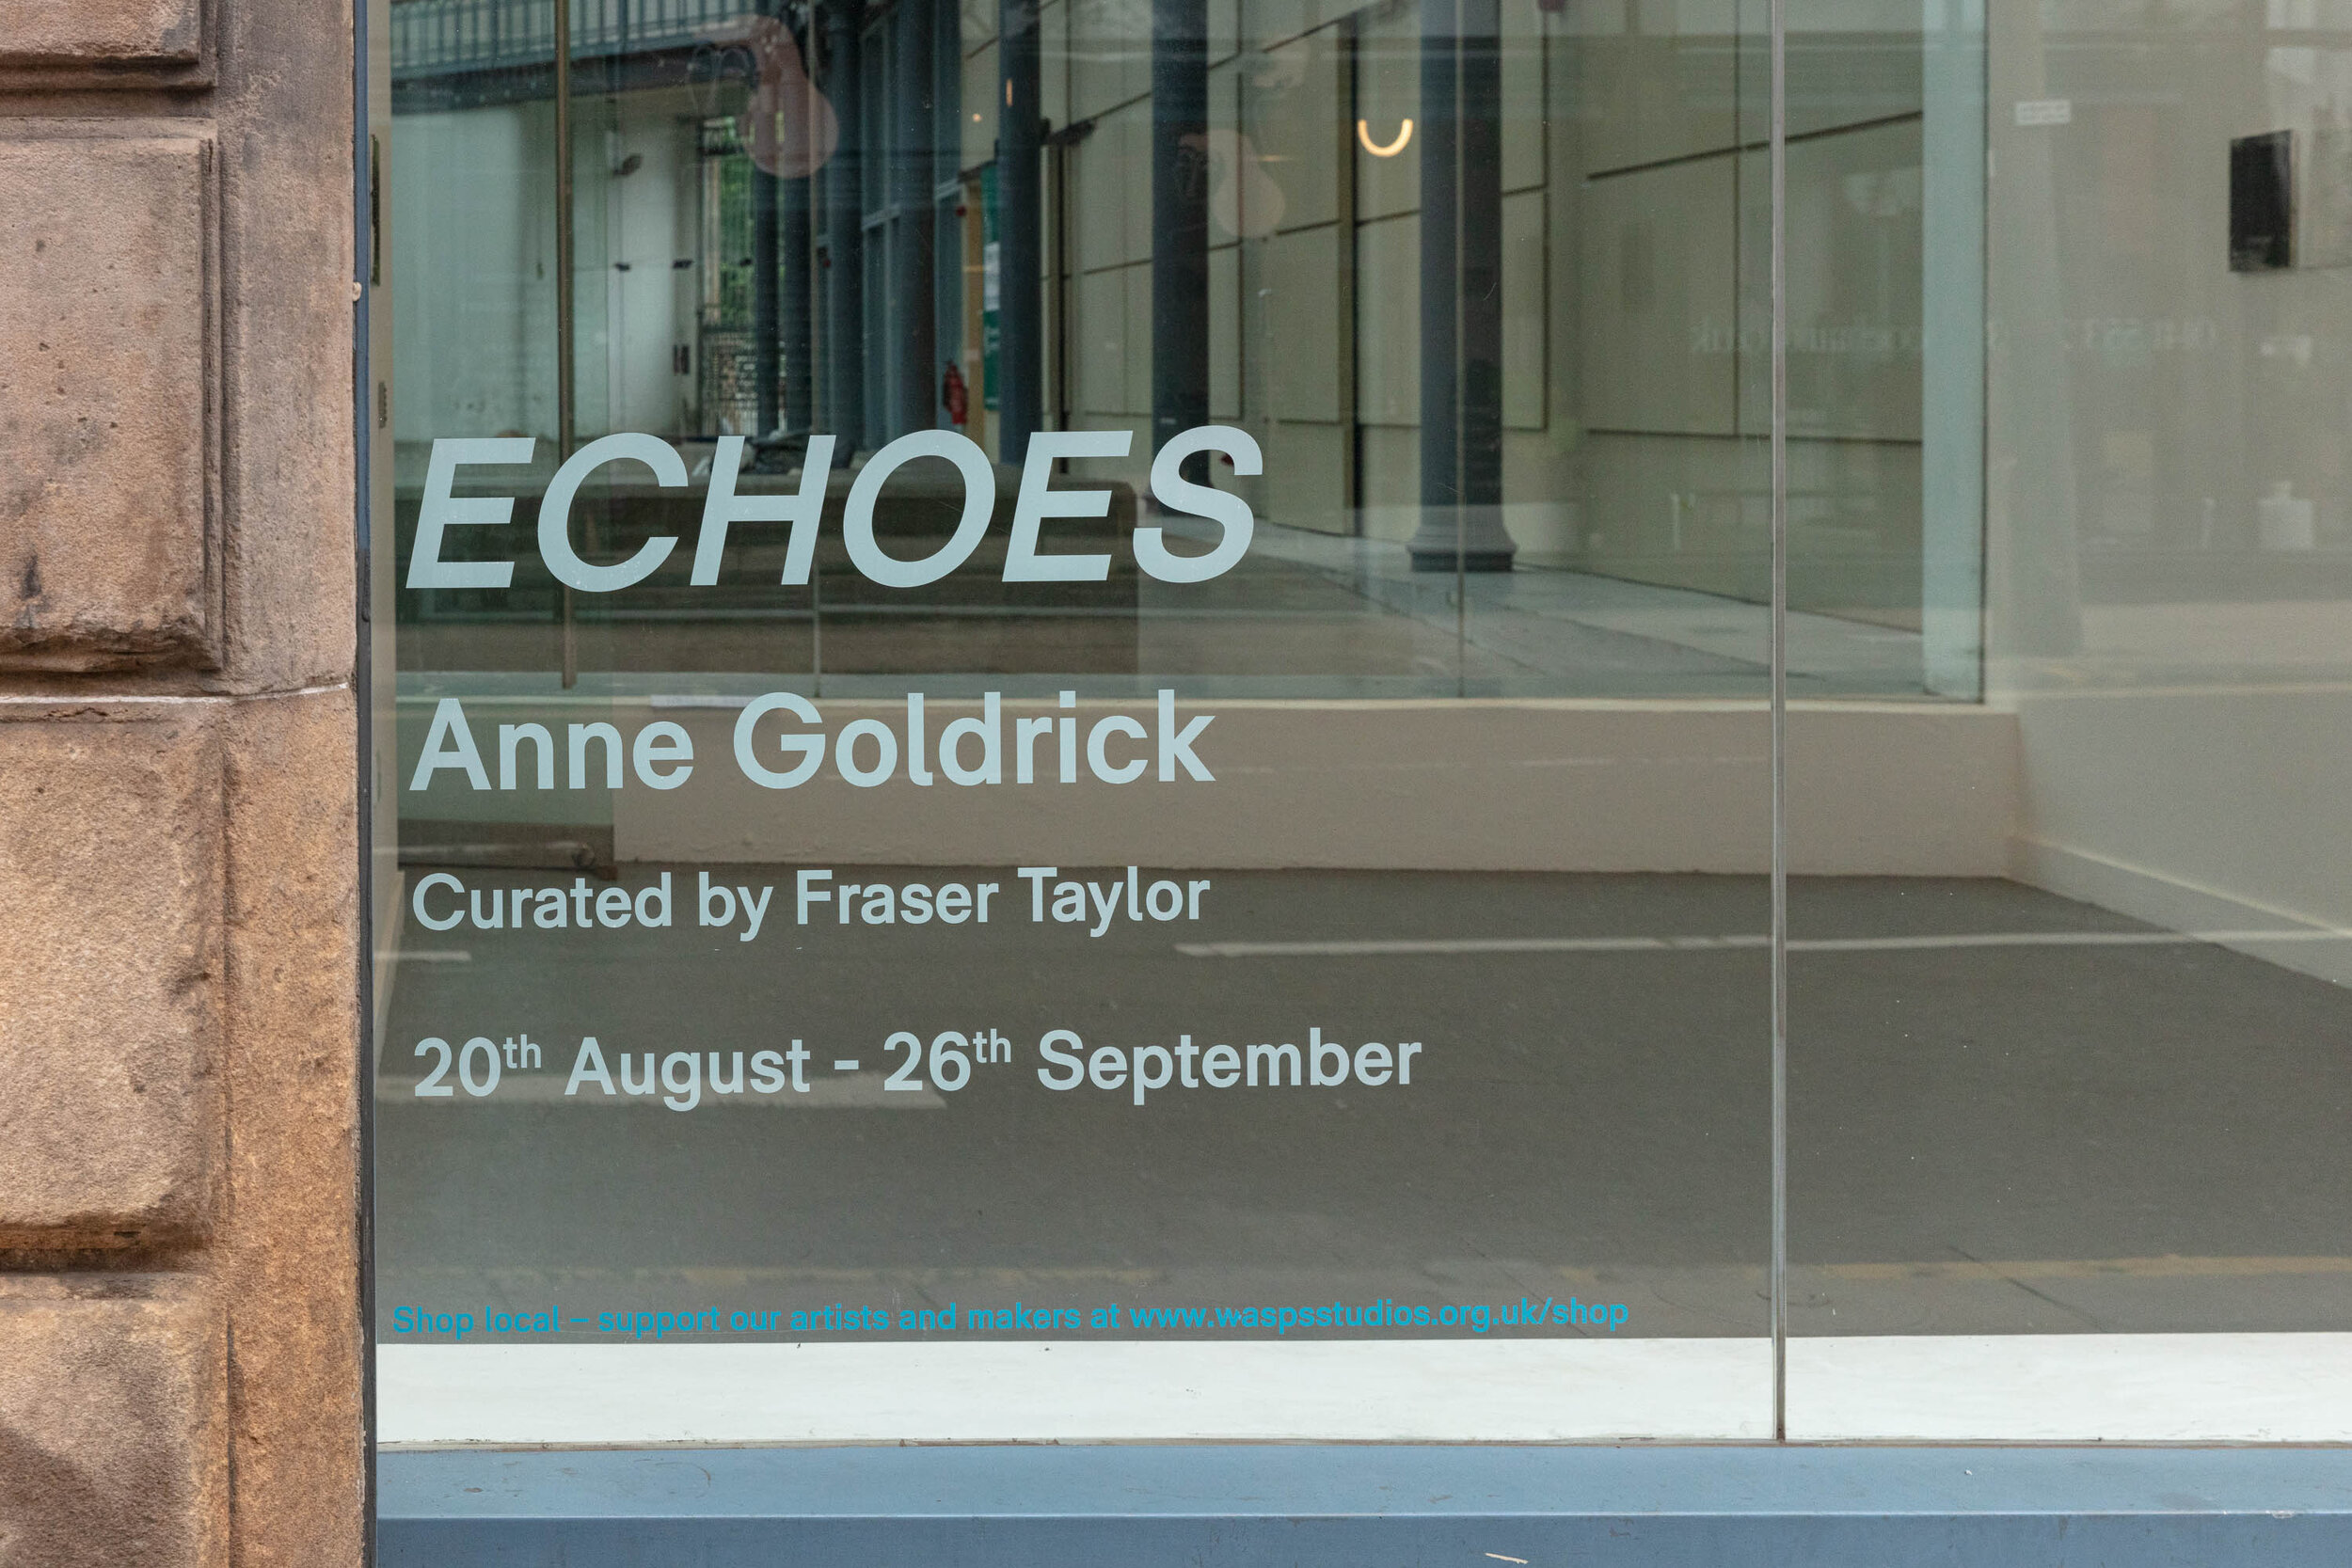 ECHOES
Anne Goldrick
Curated by Fraser Taylor
20th August - 26th September
Shop local – support our artists and makers at www.waspsstudios.org.uk/shop